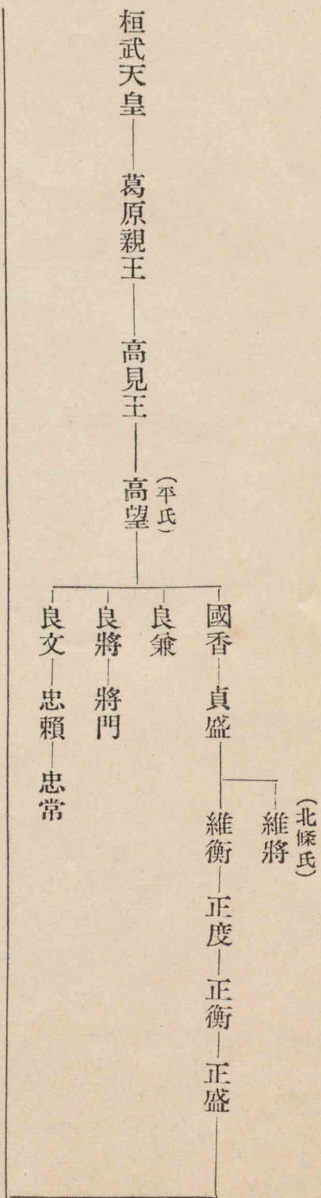 桓武天皇―葛原親王―高見王―高望
(平氏)
(北條氏)
維將
國香―貞盛―維衡―正度―正衡―正盛
良兼
良將―將門
良文―忠賴―忠常